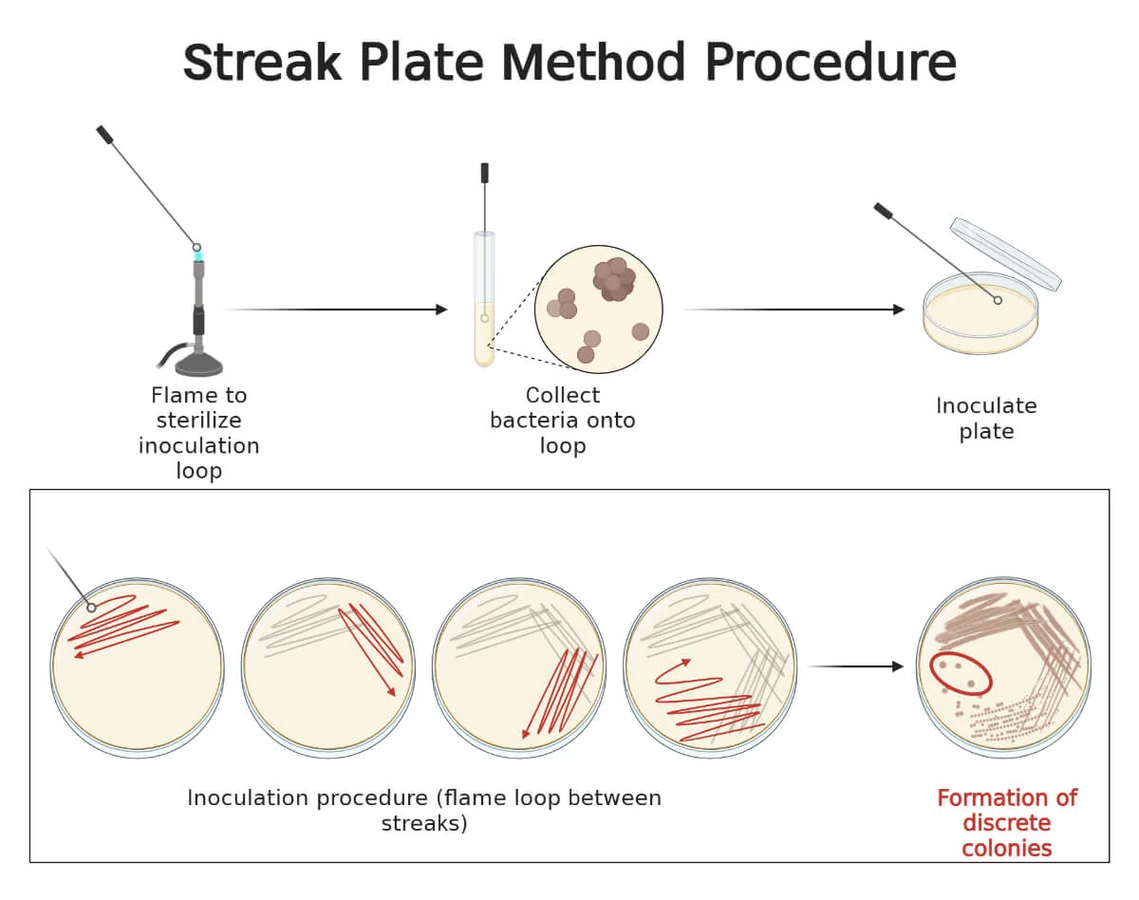 Streak Plate Method Procedure
Flame to
sterilize
inoculation
loop
Collect
bacteria onto
loop
Inoculate
plate
Inoculation procedure (flame loop between
streaks)
Formation of
discrete
colonies